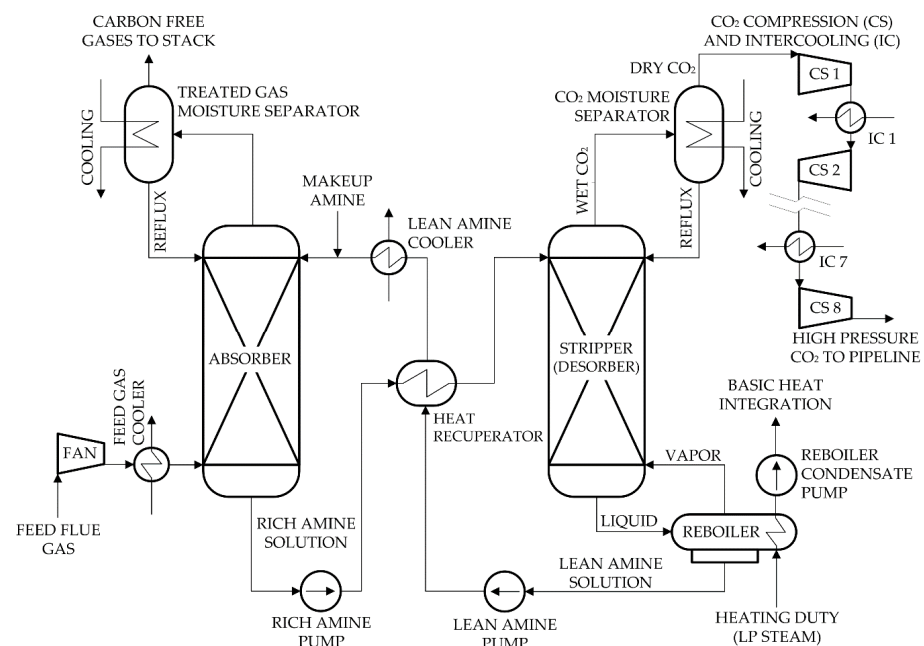 CARBON FREE
GASES TO STACK
TREATED GAS
MOISTURE SEPARATOR
COOLING
REFLUX
MAKEUP
AMINE
LEAN AMINE
COOLER
ABSORBER
FEED GAS
COOLER
FAN
FEED FLUE
GAS
RICH AMINE
SOLUTION
RICH AMINE
PUMP
HEAT
RECUPERATOR
LEAN AMINE
PUMP
LEAN AMINE
SOLUTION
STRIPPER
(DESORBER)
WET CO₂
DRY CO₂
CO₂ MOISTURE
SEPARATOR
COOLING
REFLUX
CO₂ COMPRESSION (CS)
AND INTERCOOLING (IC)
CS 1
IC 1
CS 2
IC 7
CS 8
HIGH PRESSURE
CO₂ TO PIPELINE
BASIC HEAT
INTEGRATION
REBOILER
CONDENSATE
PUMP
VAPOR
LIQUID
REBOILER
HEATING DUTY
(LP STEAM)